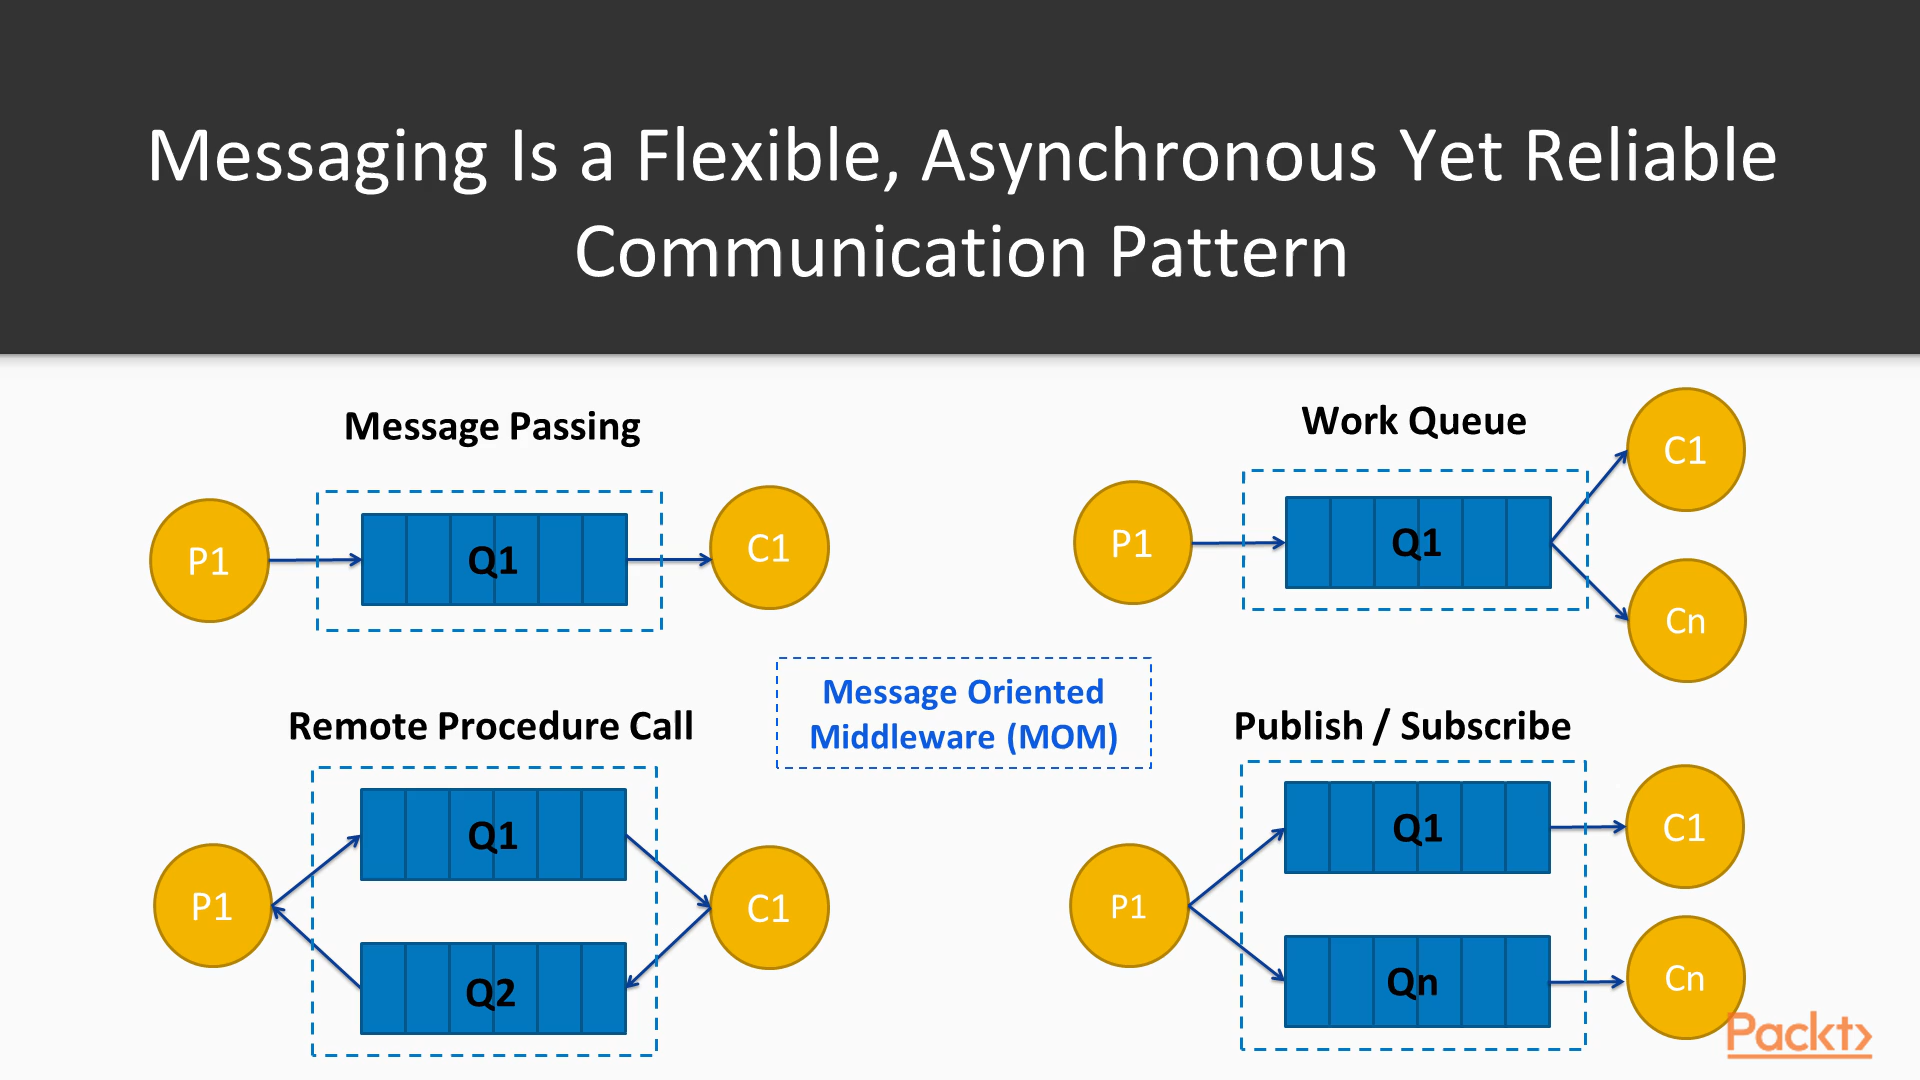 Messaging Is a Flexible, Asynchronous Yet Reliable
Communication Pattern
Message Passing
P1
Q1
C1
Work Queue
P1
Q1
C1
Cn
Message Oriented
Middleware (MOM)
Remote Procedure Call
P1
Q1
Q2
C1
Publish / Subscribe
P1
Q1
Qn
C1
Cn
Packt>